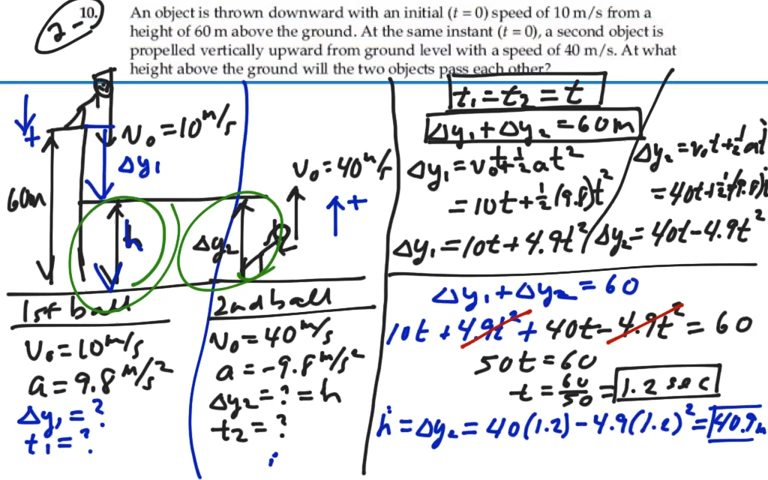 2-
10. An object is thrown downward with an initial (t = 0) speed of 10 m/s from a
height of 60 m above the ground. At the same instant (t = 0), a second object is
propelled vertically upward from ground level with a speed of 40 m/s. At what
height above the ground will the two objects pass each other?
+
v₀ = 10 m/s
Δy₁
60m
h
v₀ = 40 m/s
+
Δy₂
1st ball
v₀ = 10 m/s
a = 9.8 m/s²
Δy₁ = ?
t₁ = ?
2nd ball
v₀ = 40 m/s
a = -9.8 m/s²
Δy₂ = ? = h
t₂ = ?
t₁ = t₂ = t
Δy₁ + Δy₂ = 60m
Δy₁ = v₀t + ½at²
= 10t + ½(9.8)t²
Δy₁ = 10t + 4.9t²
Δy₂ = v₀t + ½at²
= 40t + ½(-9.8)t²
Δy₂ = 40t - 4.9t²
Δy₁ + Δy₂ = 60
10t + 4.9t² + 40t - 4.9t² = 60
50t = 60
t = 60/50 = 1.2 sec
h = Δy₂ = 40(1.2) - 4.9(1.2)² = 40.9m